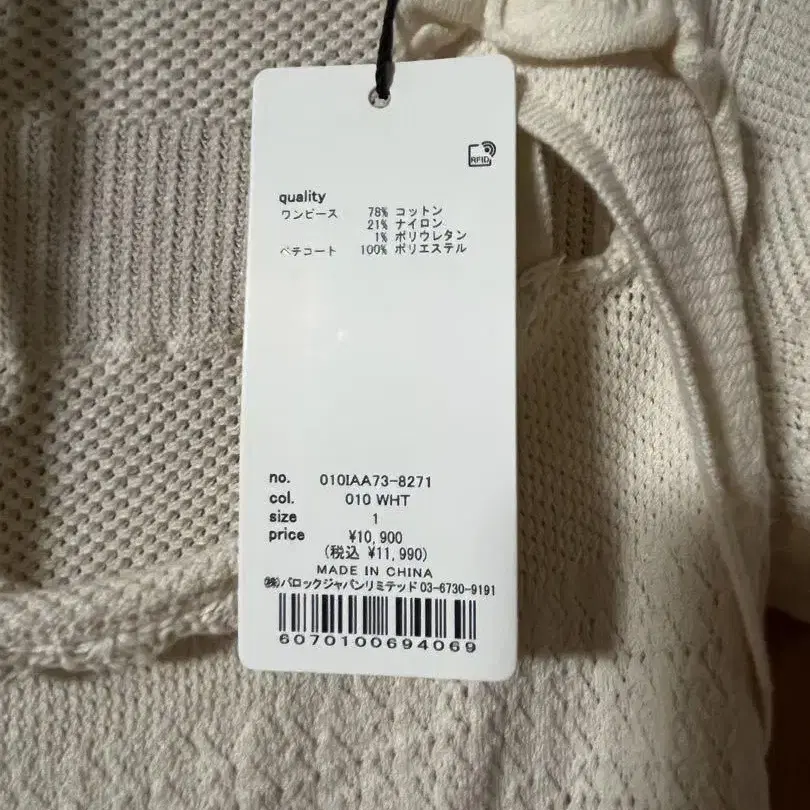 RFID
quality
ワンピース 78% コットン
21% ナイロン
1% ポリウレタン
ペチコート 100% ポリエステル
no. 010IAA73-8271
col. 010 WHT
size 1
price ¥10,900
(税込 ¥11,990)
MADE IN CHINA
㈱バロックジャパンリミテッド 03-6730-9191
6070100694069